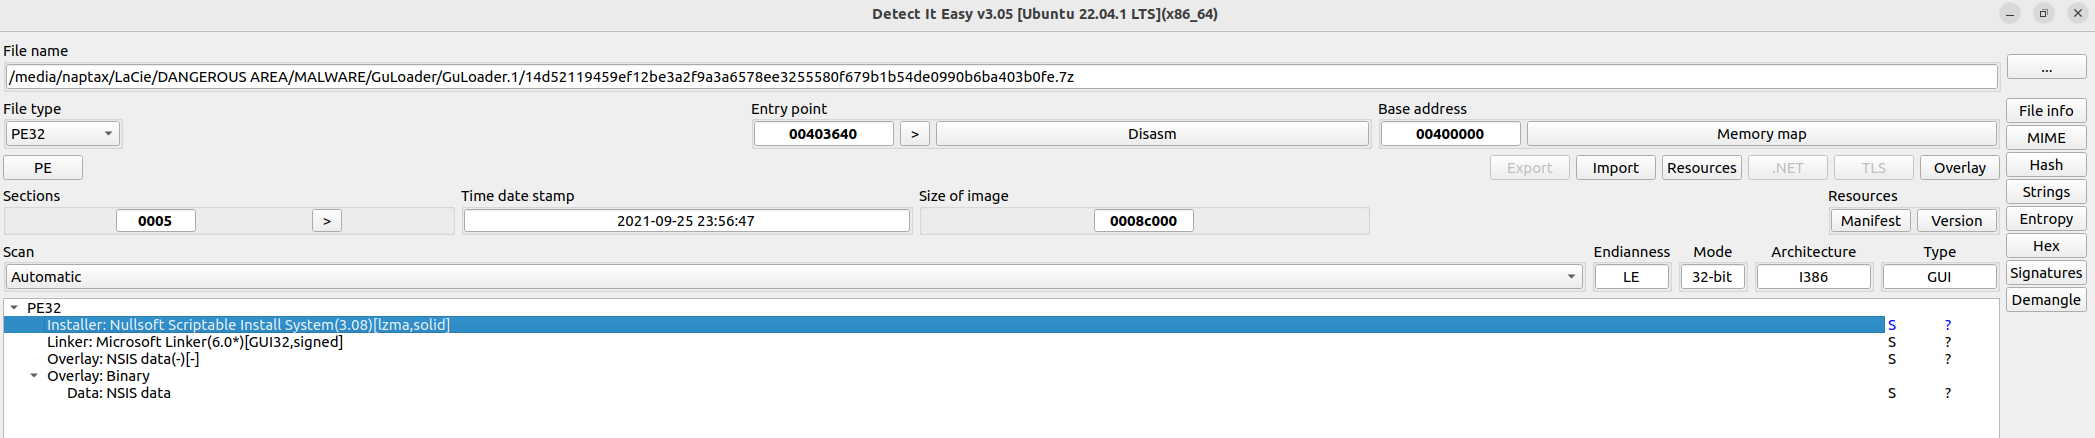 Detect It Easy v3.05 [Ubuntu 22.04.1 LTS](x86_64)
File name
/media/naptax/LaCie/DANGEROUS AREA/MALWARE/GuLoader/GuLoader.1/14d52119459ef12be3a2f9a3a6578ee3255580f679b1b54de0990b6ba403b0fe.7z
...
File type Entry point Base address
PE32 00403640 > Disasm 00400000 Memory map
File info
MIME
PE Export Import Resources .NET TLS Overlay
Hash
Sections Time date stamp Size of image Resources
Strings
0005 > 2021-09-25 23:56:47 0008c000 Manifest Version
Entropy
Scan Endianness Mode Architecture Type
Hex
Automatic LE 32-bit I386 GUI
Signatures
Demangle
PE32
Installer: Nullsoft Scriptable Install System(3.08)[lzma,solid] S ?
Linker: Microsoft Linker(6.0*)[GUI32,signed] S ?
Overlay: NSIS data(-)[-] S ?
Overlay: Binary
Data: NSIS data S ?